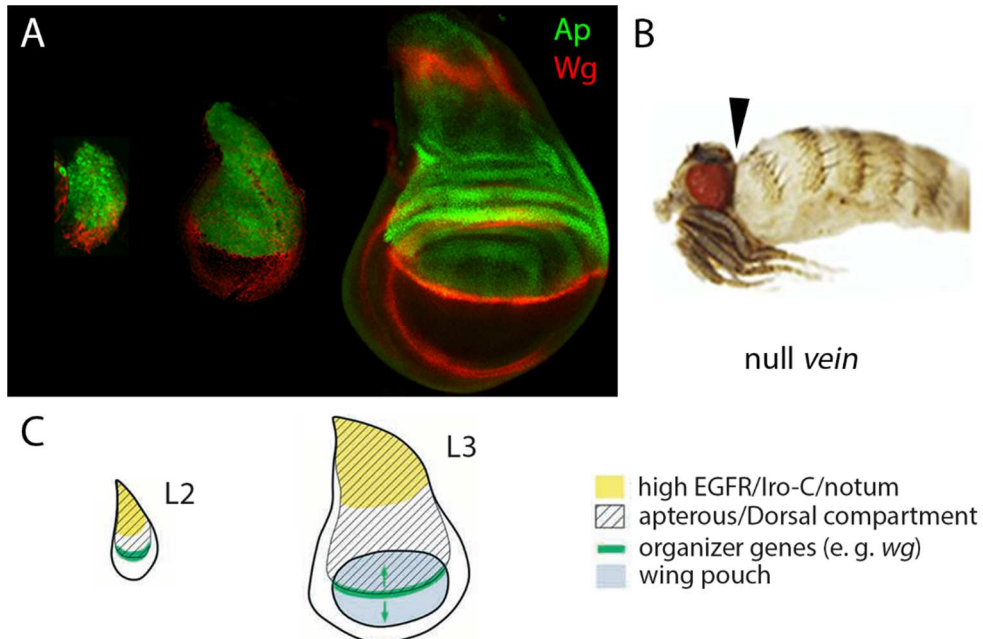 A
Ap
Wg
B
null vein
C
L2
L3
high EGFR/Iro-C/notum
apterous/Dorsal compartment
organizer genes (e. g. wg)
wing pouch